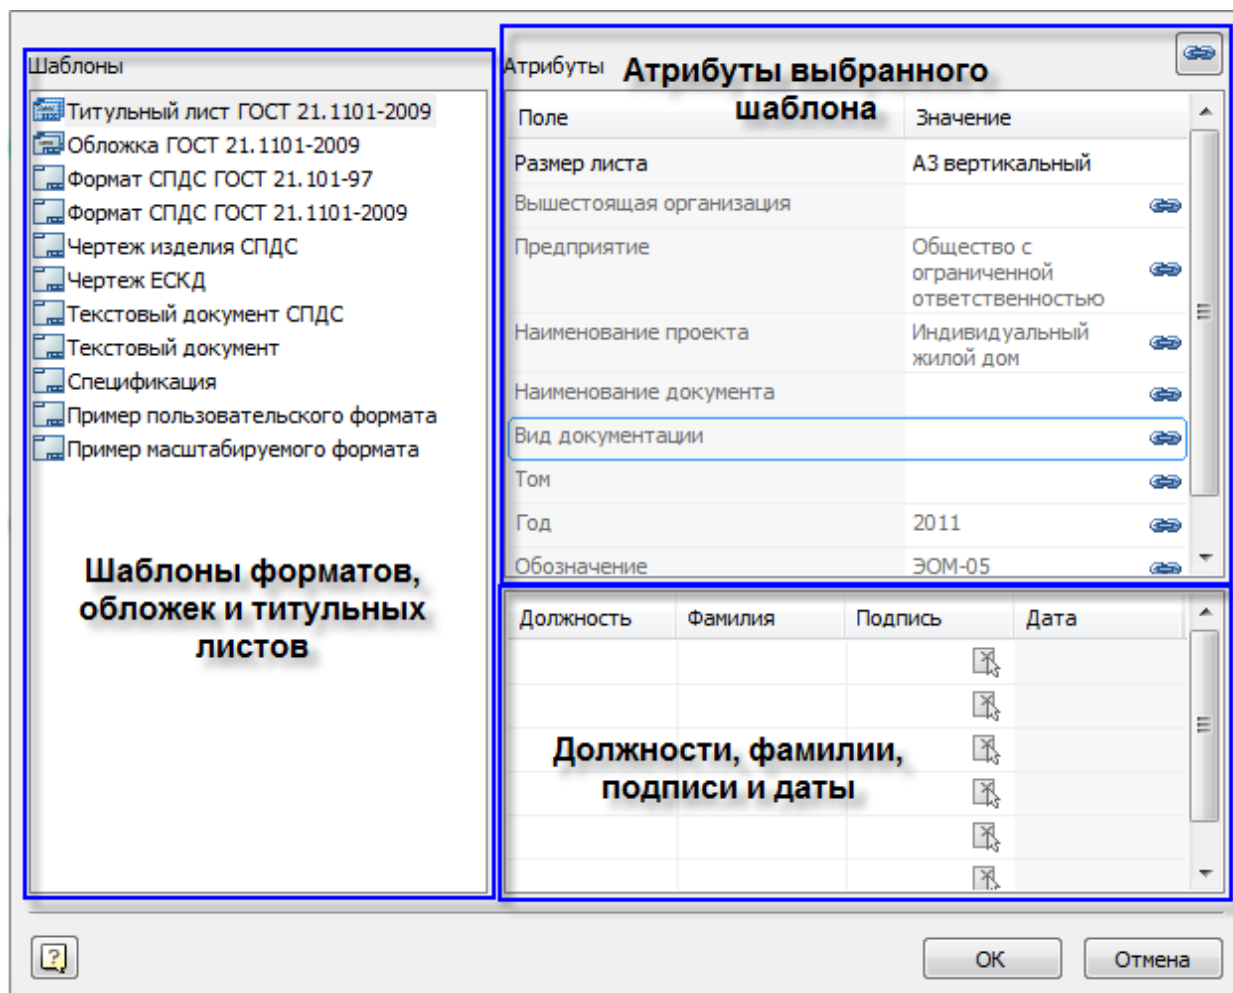 Шаблоны
Титульный лист ГОСТ 21.1101-2009
Обложка ГОСТ 21.1101-2009
Формат СПДС ГОСТ 21.101-97
Формат СПДС ГОСТ 21.1101-2009
Чертеж изделия СПДС
Чертеж ЕСКД
Текстовый документ СПДС
Текстовый документ
Спецификация
Пример пользовательского формата
Пример масштабируемого формата
Шаблоны форматов,
обложек и титульных
листов
Атрибуты
Атрибуты выбранного
шаблона
Поле Значение
Размер листа А3 вертикальный
Вышестоящая организация
Предприятие Общество с
ограниченной
ответственностью
Наименование проекта Индивидуальный
жилой дом
Наименование документа
Вид документации
Том
Год 2011
Обозначение ЭОМ-05
Должность Фамилия Подпись Дата
Должности, фамилии,
подписи и даты
ОК Отмена